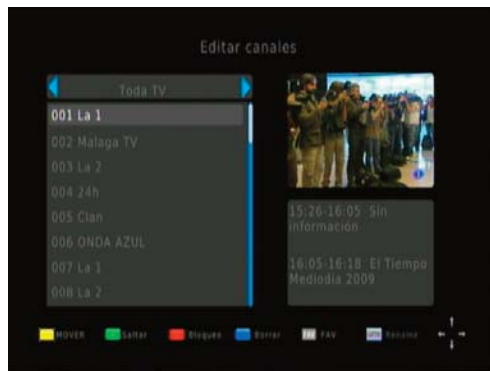 Editar canales
Toda TV
001 La 1
002 Malaga TV
003 La 2
004 24h
005 Clan
006 ONDA AZUL
007 La 1
008 La 2
15:26-16:05 Sin
información
16:05-16:18 El Tiempo
Mediodía 2009
MOVER Saltar Bloqueo Borrar FAV Rename